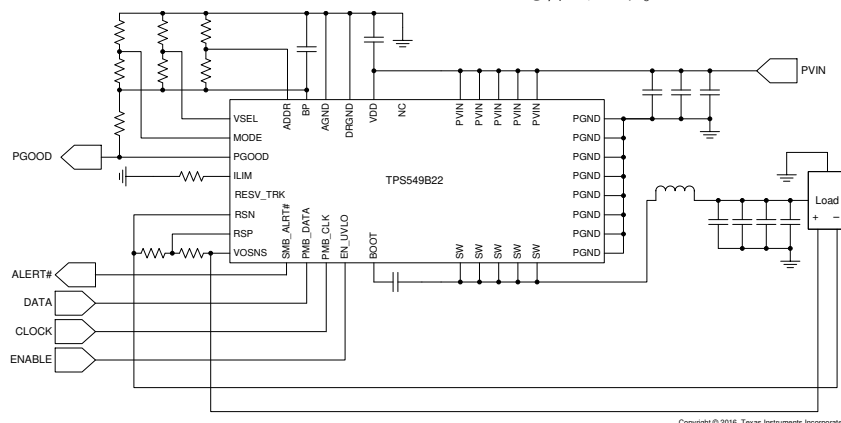 PVIN
ADDR
BP
AGND
DRGND
VDD
NC
PVIN
PVIN
PVIN
PVIN
PVIN
VSEL
MODE
PGOOD
ILIM
RESV_TRK
RSN
RSP
VOSNS
TPS549B22
PGND
PGND
PGND
PGND
PGND
PGND
PGND
PGND
SMB_ALRT#
PMB_DATA
PMB_CLK
EN_UVLO
BOOT
SW
SW
SW
SW
SW
PGOOD
Load
+ –
ALERT#
DATA
CLOCK
ENABLE
Copyright © 2016, Texas Instruments Incorporate